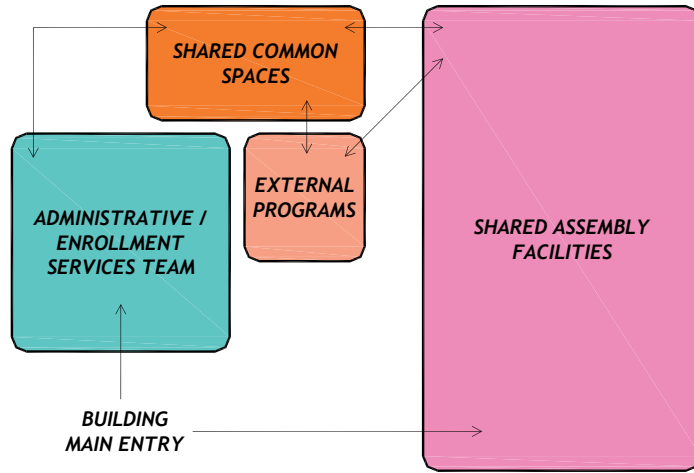 SHARED COMMON
SPACES
ADMINISTRATIVE /
ENROLLMENT
SERVICES TEAM
EXTERNAL
PROGRAMS
SHARED ASSEMBLY
FACILITIES
BUILDING
MAIN ENTRY